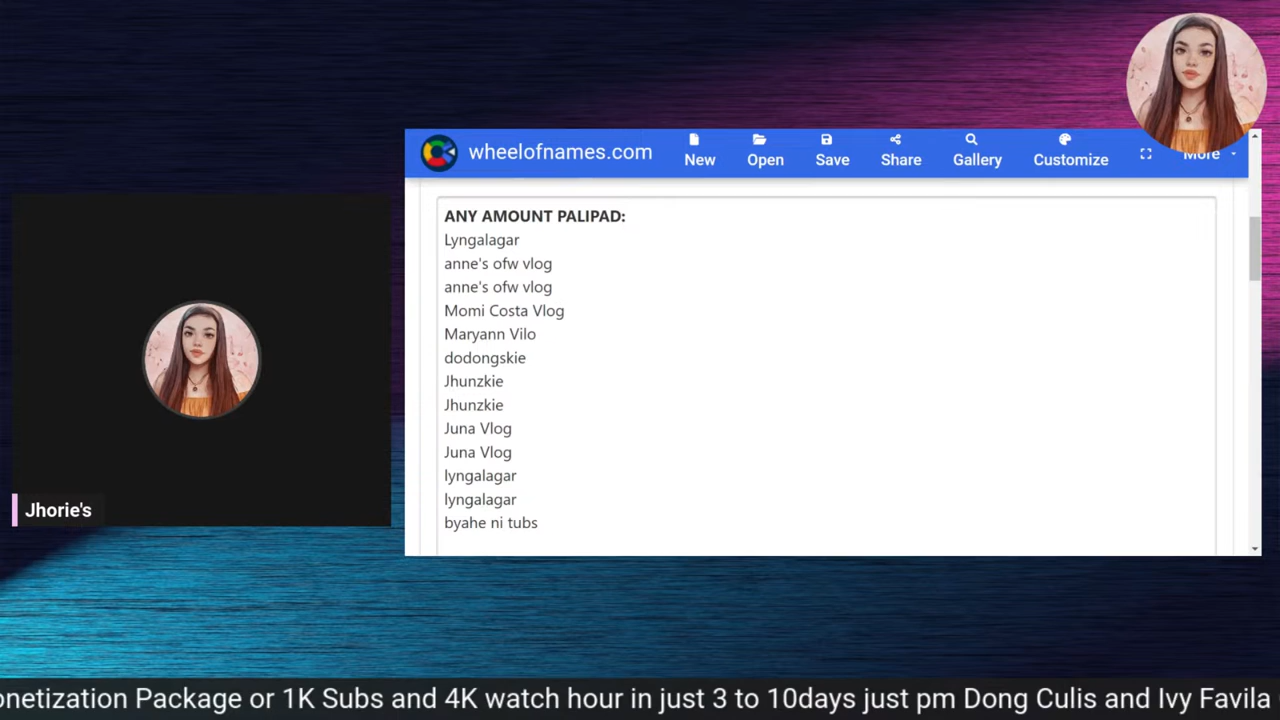 wheelofnames.com
New
Open
Save
Share
Gallery
Customize
More
ANY AMOUNT PALIPAD:
Lyngalagar
anne's ofw vlog
anne's ofw vlog
Momi Costa Vlog
Maryann Vilo
dodongskie
Jhunzkie
Jhunzkie
Juna Vlog
Juna Vlog
lyngalagar
lyngalagar
byahe ni tubs
Jhorie's
onetization Package or 1K Subs and 4K watch hour in just 3 to 10days just pm Dong Culis and Ivy Favila